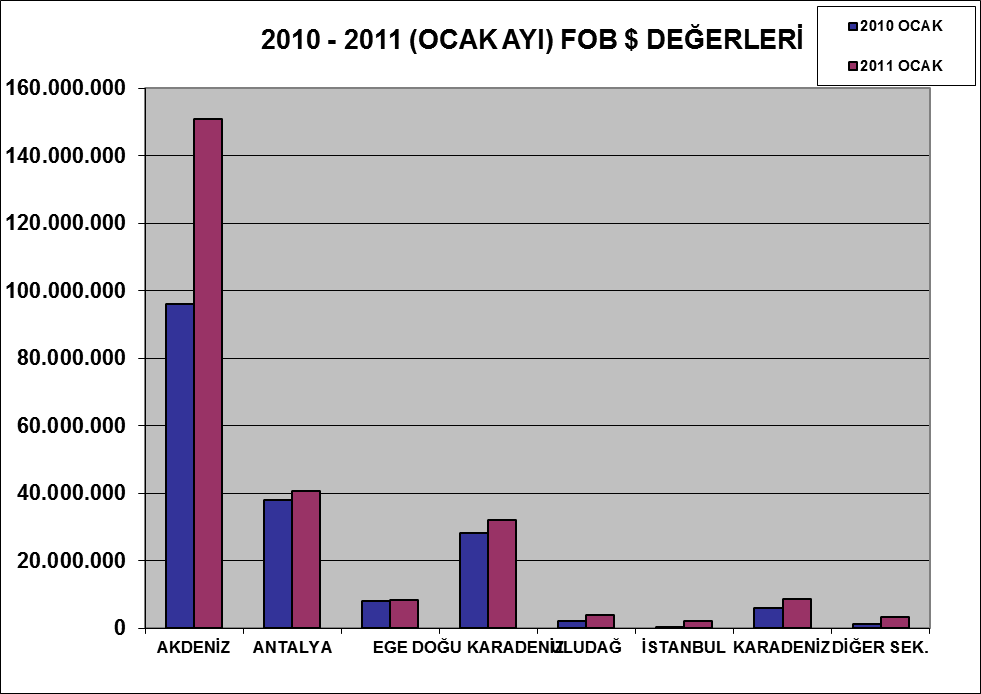 2010 - 2011 (OCAK AYI) FOB $ DEĞERLERİ
2010 OCAK
2011 OCAK
160.000.000
140.000.000
120.000.000
100.000.000
80.000.000
60.000.000
40.000.000
20.000.000
0
AKDENİZ ANTALYA EGE DOĞU KARADENİZ ULUDAĞ İSTANBUL KARADENİZ DİĞER SEK.